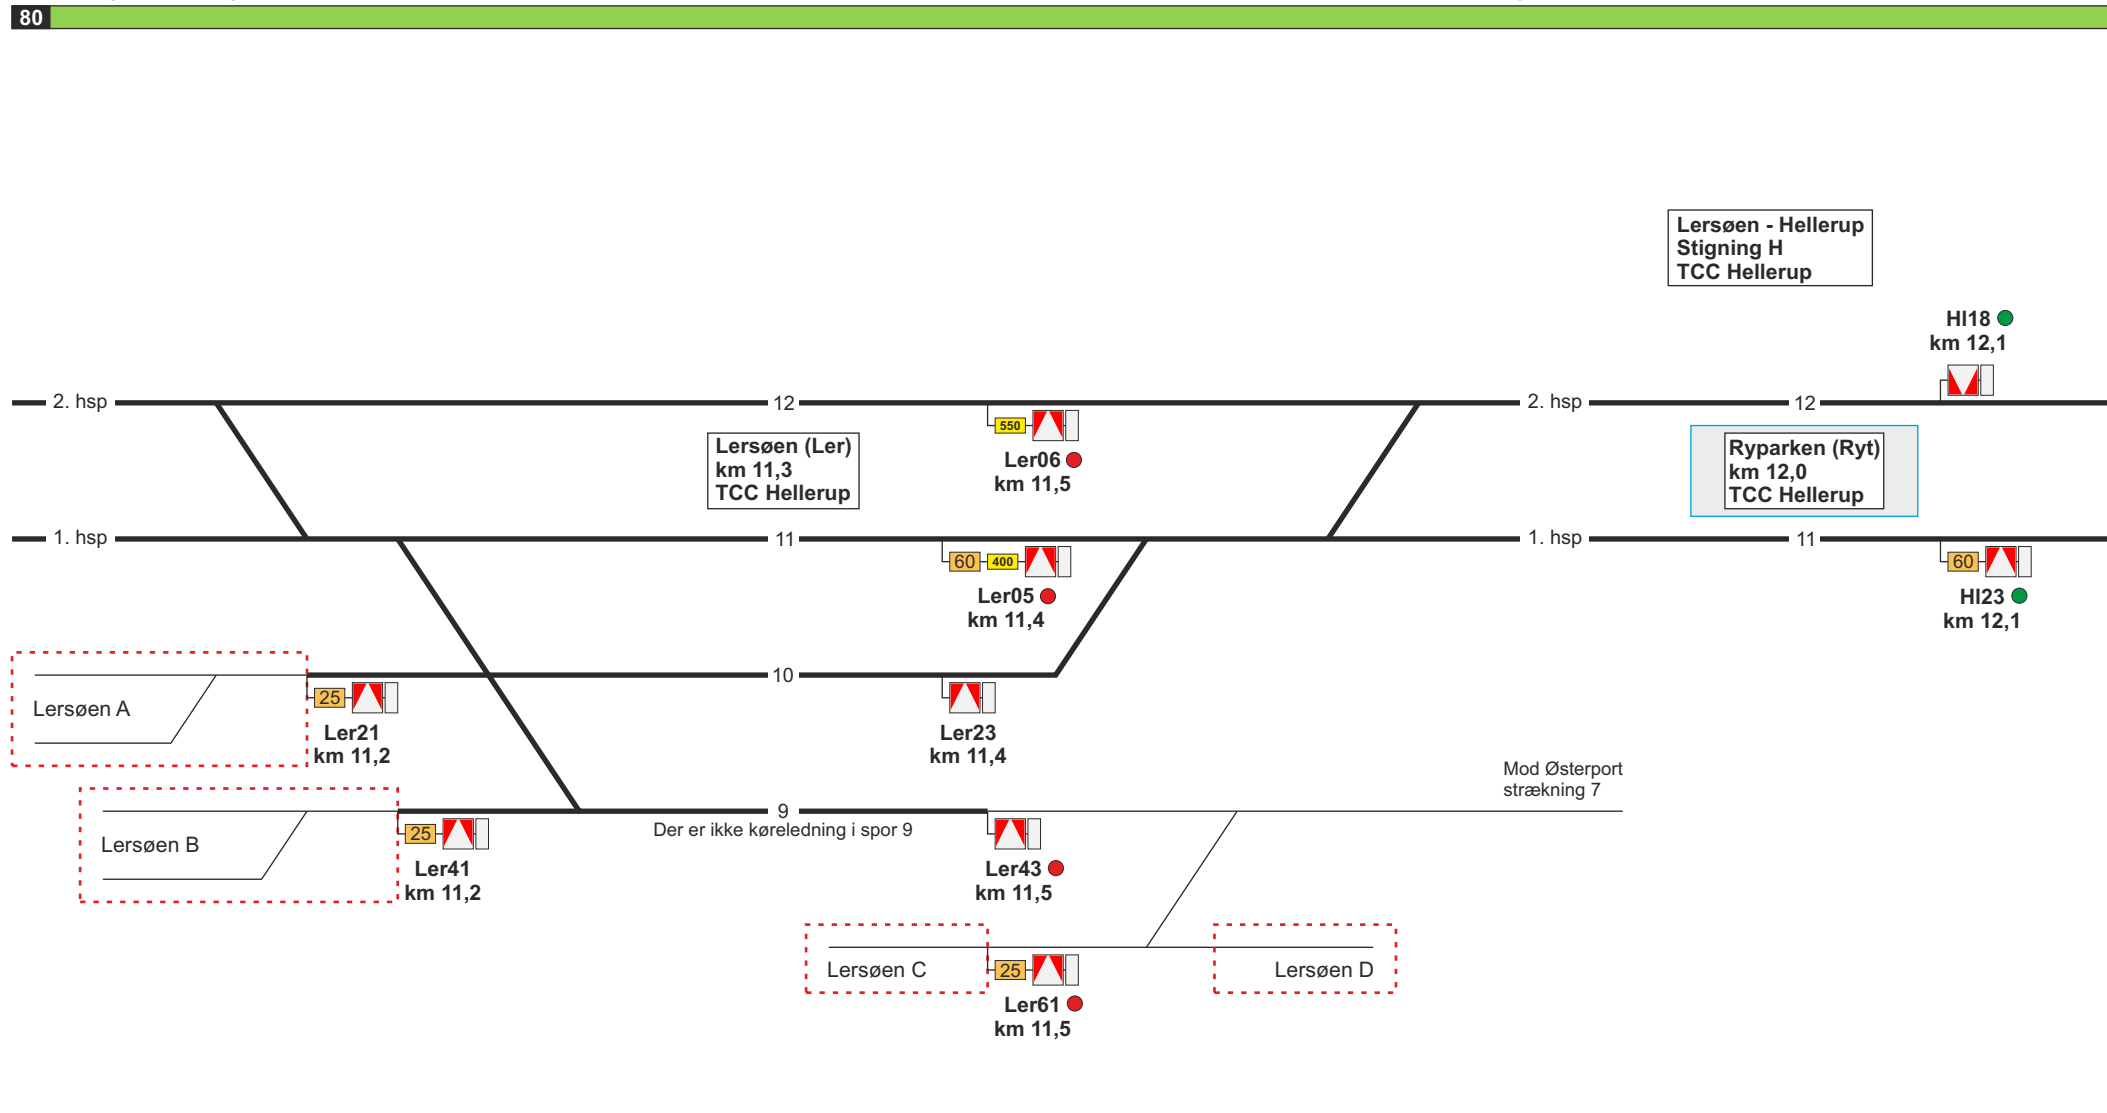 80
Lersøen - Hellerup
Stigning H
TCC Hellerup
Hl18
km 12,1
2. hsp
12
2. hsp
12
550
Ler06
km 11,5
Lersøen (Ler)
km 11,3
TCC Hellerup
Ryparken (Ryt)
km 12,0
TCC Hellerup
1. hsp
11
1. hsp
11
60
400
Ler05
km 11,4
60
Hl23
km 12,1
Lersøen A
25
Ler21
km 11,2
10
Ler23
km 11,4
Mod Østerport
strækning 7
Lersøen B
25
Ler41
km 11,2
9
Der er ikke køreledning i spor 9
Ler43
km 11,5
Lersøen C
25
Ler61
km 11,5
Lersøen D